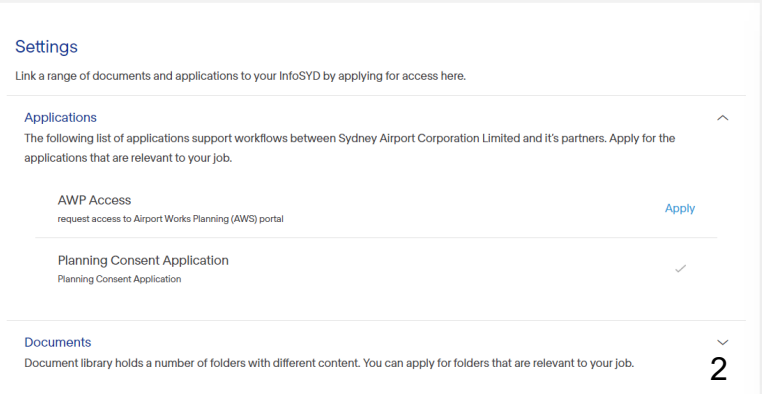 Settings
Link a range of documents and applications to your InfoSYD by applying for access here.
Applications
The following list of applications support workflows between Sydney Airport Corporation Limited and it's partners. Apply for the
applications that are relevant to your job.
AWP Access
request access to Airport Works Planning (AWS) portal
Apply
Planning Consent Application
Planning Consent Application
Documents
Document library holds a number of folders with different content. You can apply for folders that are relevant to your job.
2